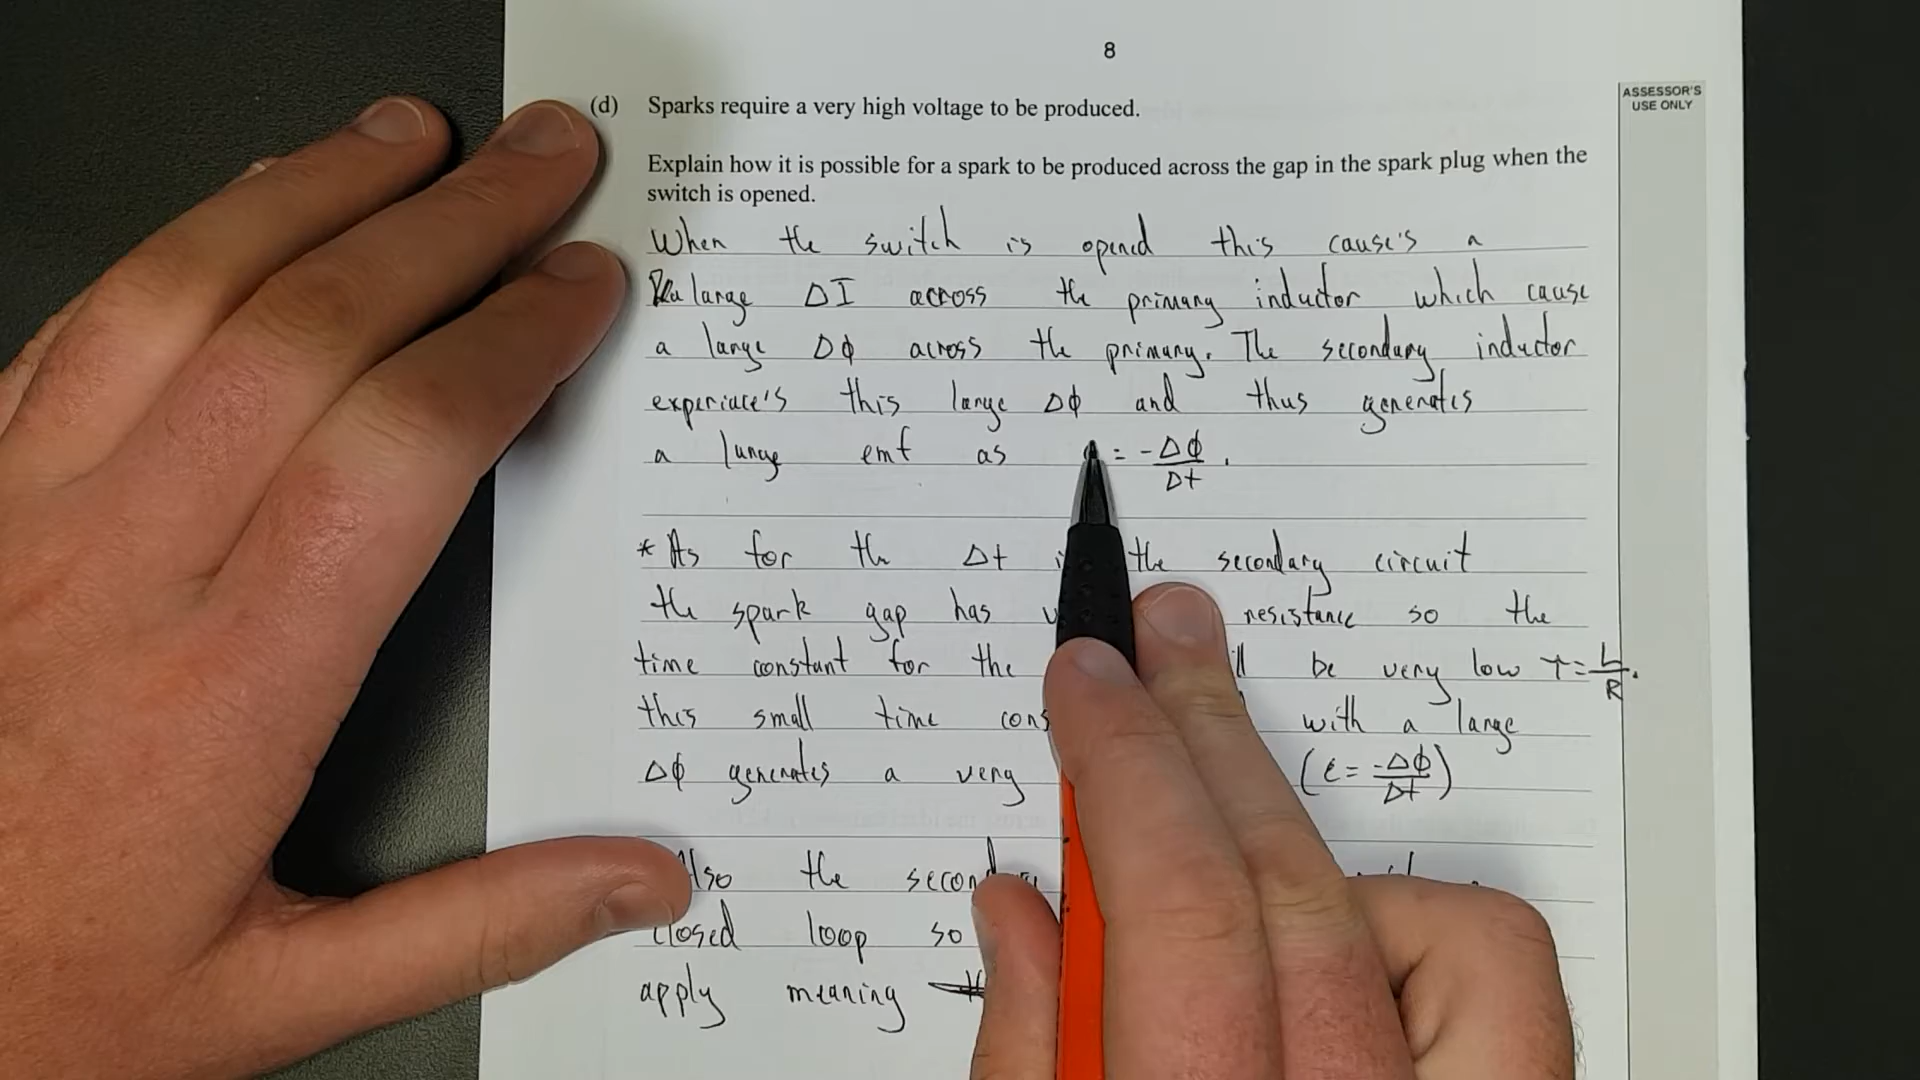 8
ASSESSOR'S
USE ONLY
(d) Sparks require a very high voltage to be produced.
Explain how it is possible for a spark to be produced across the gap in the spark plug when the
switch is opened.
When the switch is opened this cause's a
large ΔI across the primary inductor which cause
a large Δϕ across the primary. The secondary inductor
experiace's this large Δϕ and thus generates
a large emf as = -Δϕ/Δt.
* As for the Δt the secondary circuit
the spark gap has resistance so the
time constant for the be very low τ = L/R.
this small time with a large
Δϕ generates a very (ε = -Δϕ/Δt)
Also the
closed loop so
apply meaning